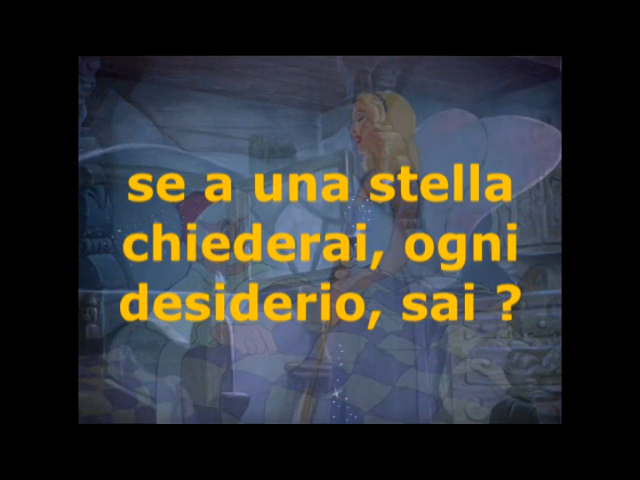 se a una stella
chiederai, ogni
desiderio, sai ?